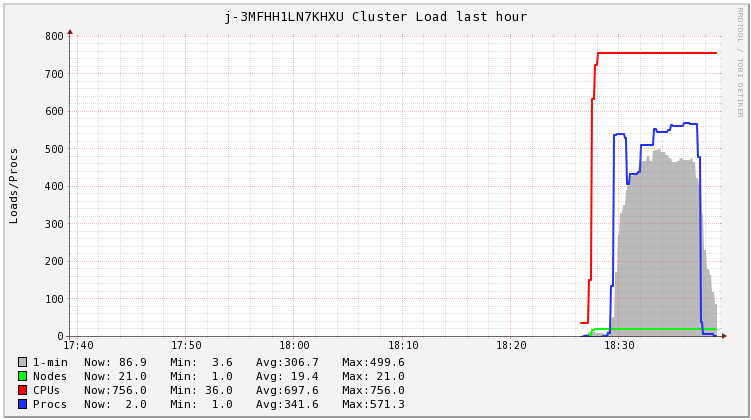 j-3MFHH1LN7KHXU Cluster Load last hour
RRDTOOL / TOBI OETIKER
Loads/Procs
800
700
600
500
400
300
200
100
0
17:40 17:50 18:00 18:10 18:20 18:30
1-min Now: 86.9 Min: 3.6 Avg:306.7 Max:499.6
Nodes Now: 21.0 Min: 1.0 Avg: 19.4 Max: 21.0
CPUs Now:756.0 Min: 36.0 Avg:697.6 Max:756.0
Procs Now: 2.0 Min: 1.0 Avg:341.6 Max:571.3